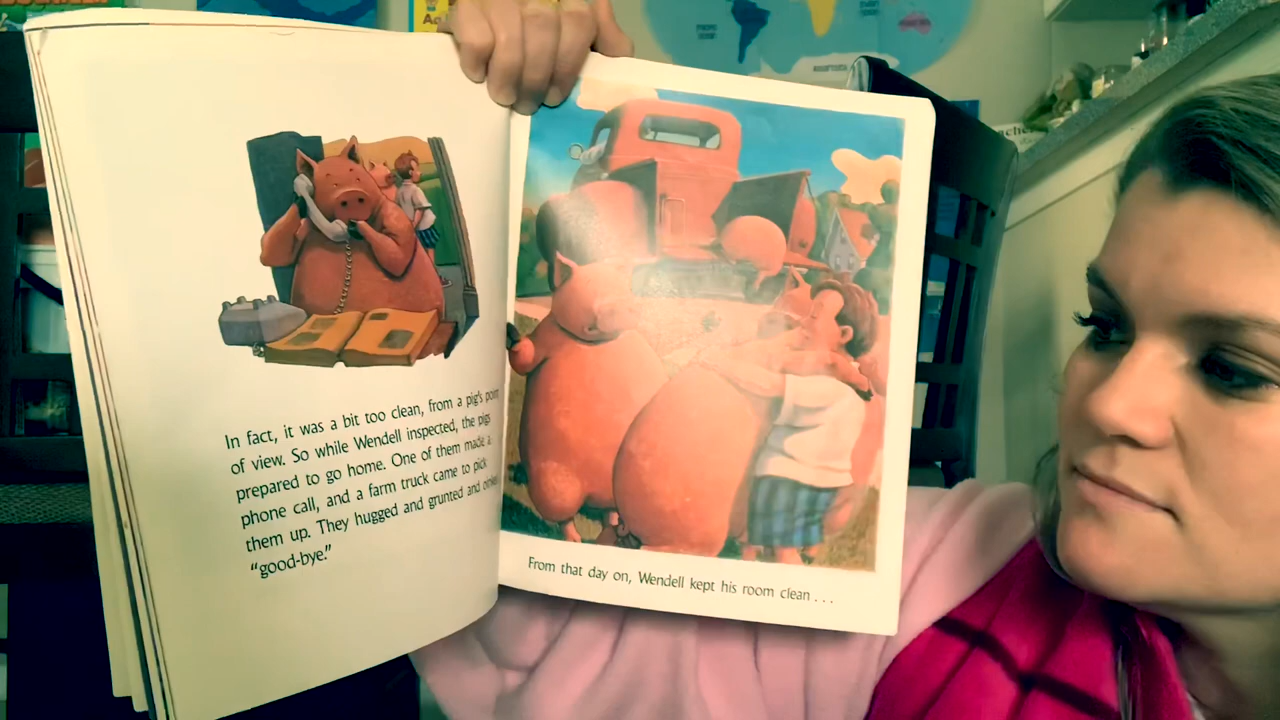 In fact, it was a bit too clean, from a pig's point
of view. So while Wendell inspected, the pigs
prepared to go home. One of them made a
phone call, and a farm truck came to pick
them up. They hugged and grunted and oinked
"good-bye."
From that day on, Wendell kept his room clean . . .